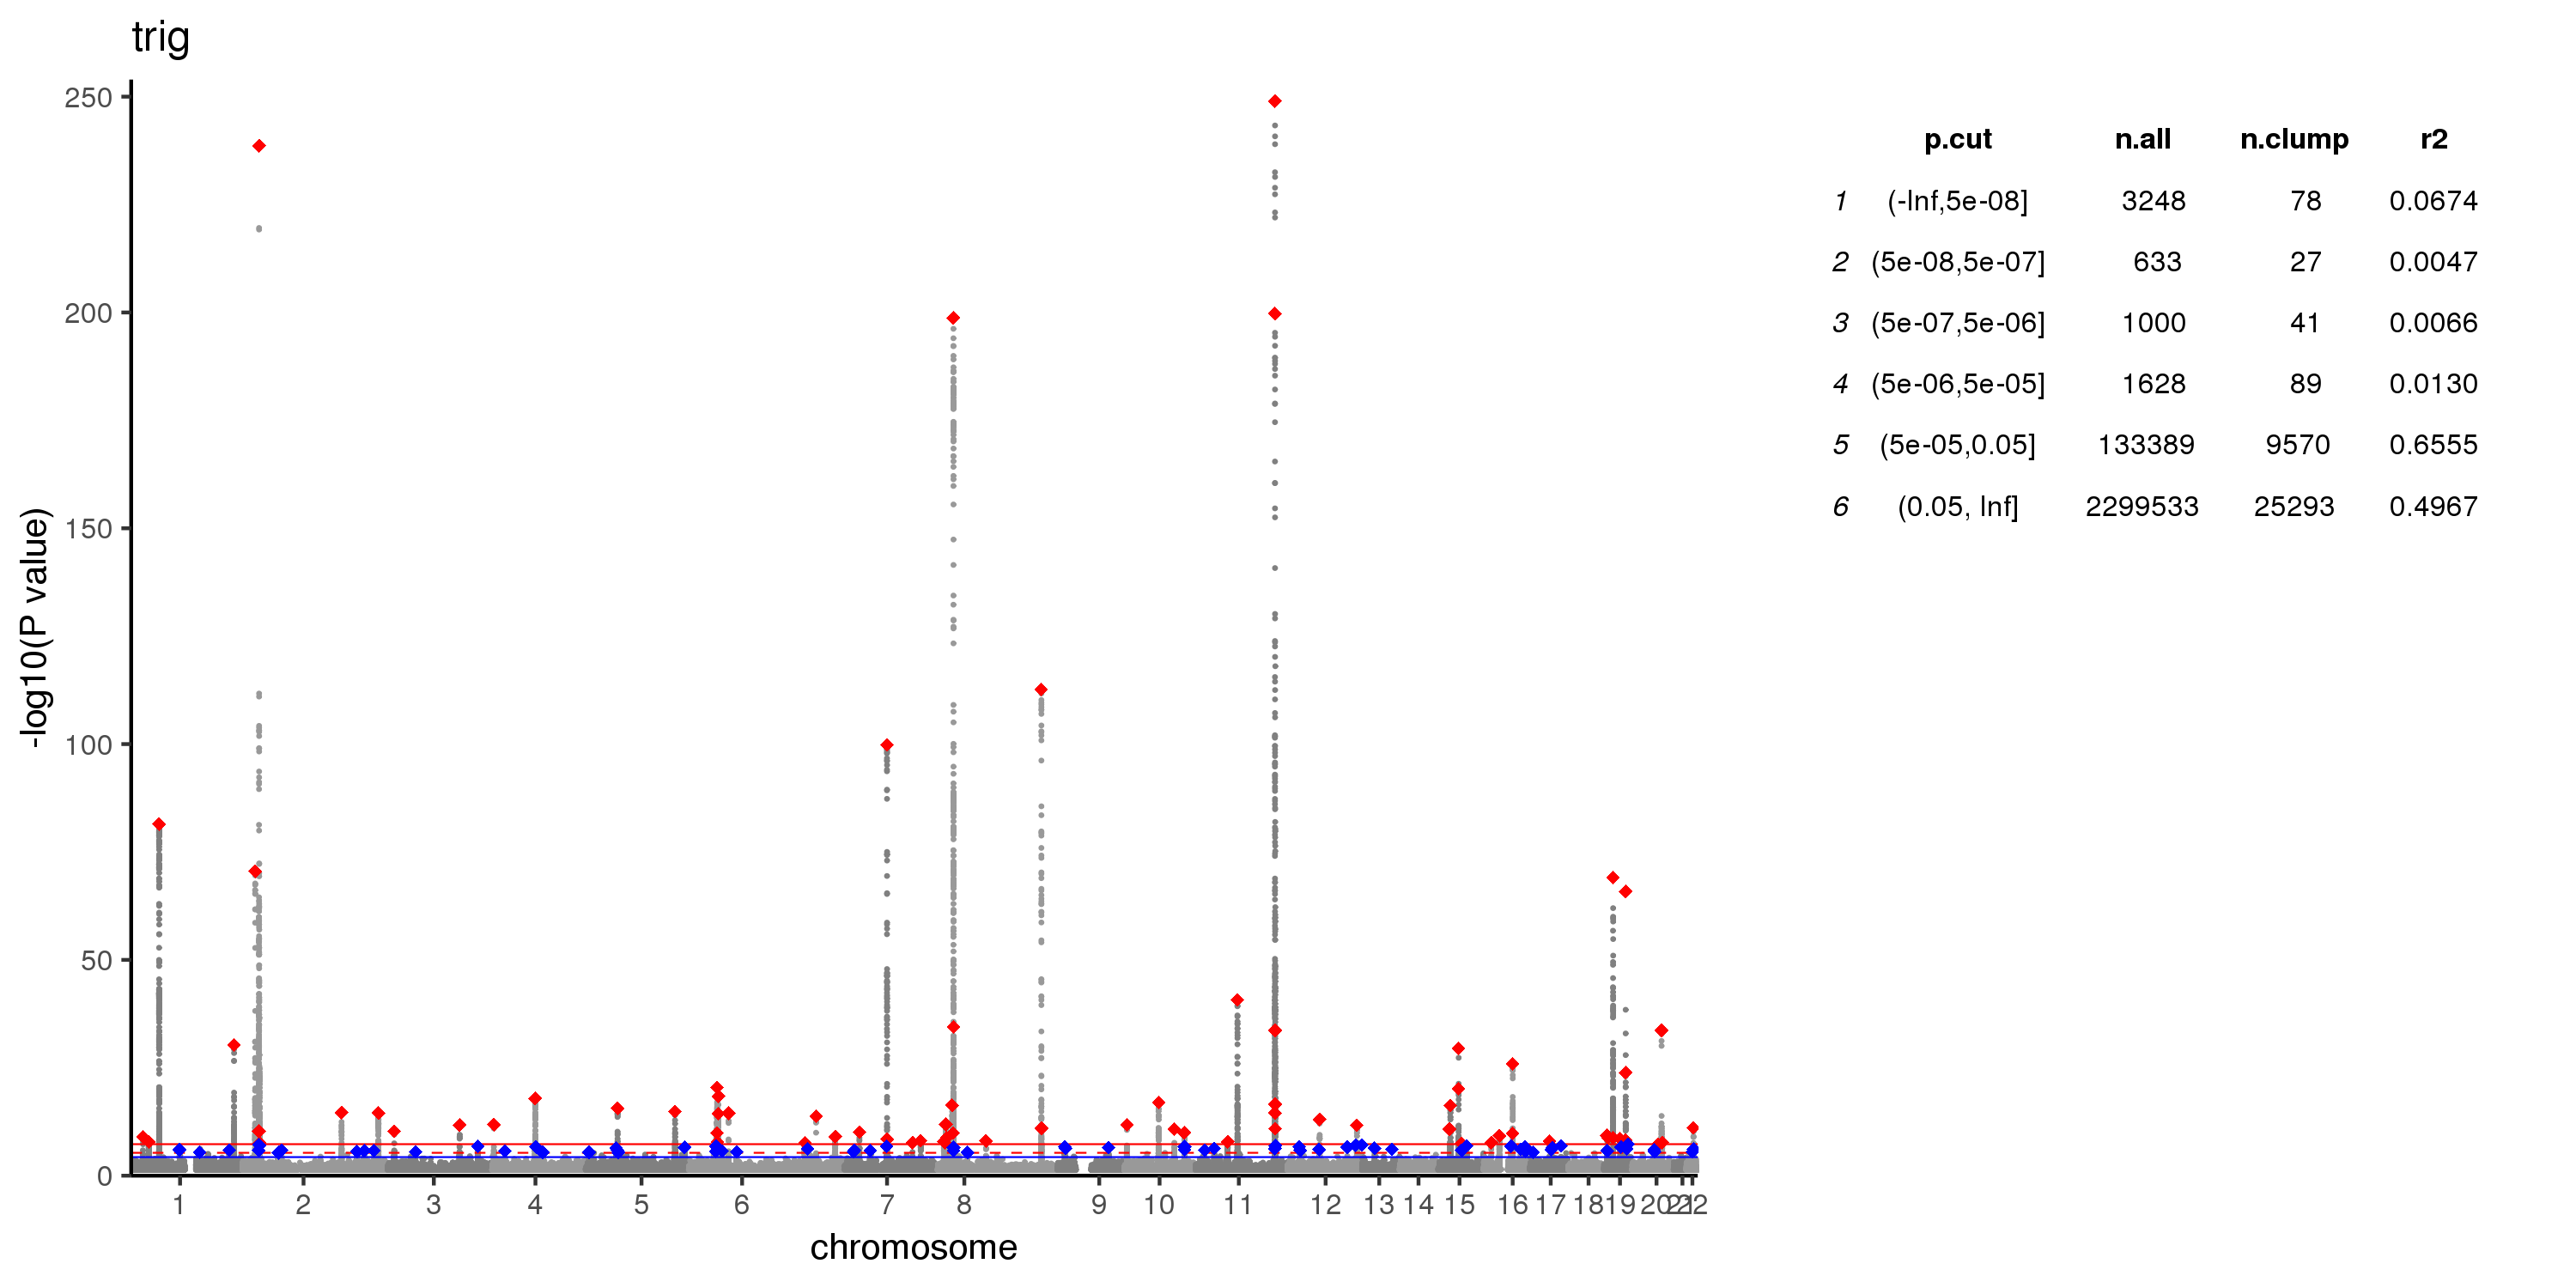 trig
250
200
150
100
50
0
-log10(P value)
1 2 3 4 5 6 7 8 9 10 11 12 13 14 15 16 17 18 19 20 21 22
chromosome
p.cut n.all n.clump r2
1 (-Inf,5e-08] 3248 78 0.0674
2 (5e-08,5e-07] 633 27 0.0047
3 (5e-07,5e-06] 1000 41 0.0066
4 (5e-06,5e-05] 1628 89 0.0130
5 (5e-05,0.05] 133389 9570 0.6555
6 (0.05, Inf] 2299533 25293 0.4967